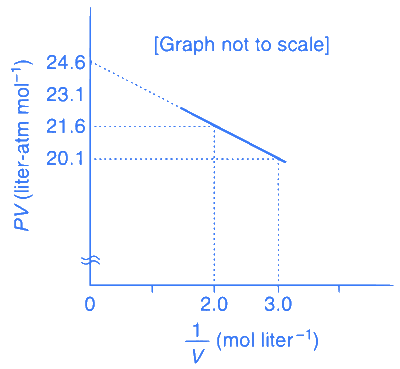 [Graph not to scale]
PV (liter-atm mol⁻¹)
24.6
23.1
21.6
20.1
0
2.0
3.0
1/V (mol liter⁻¹)